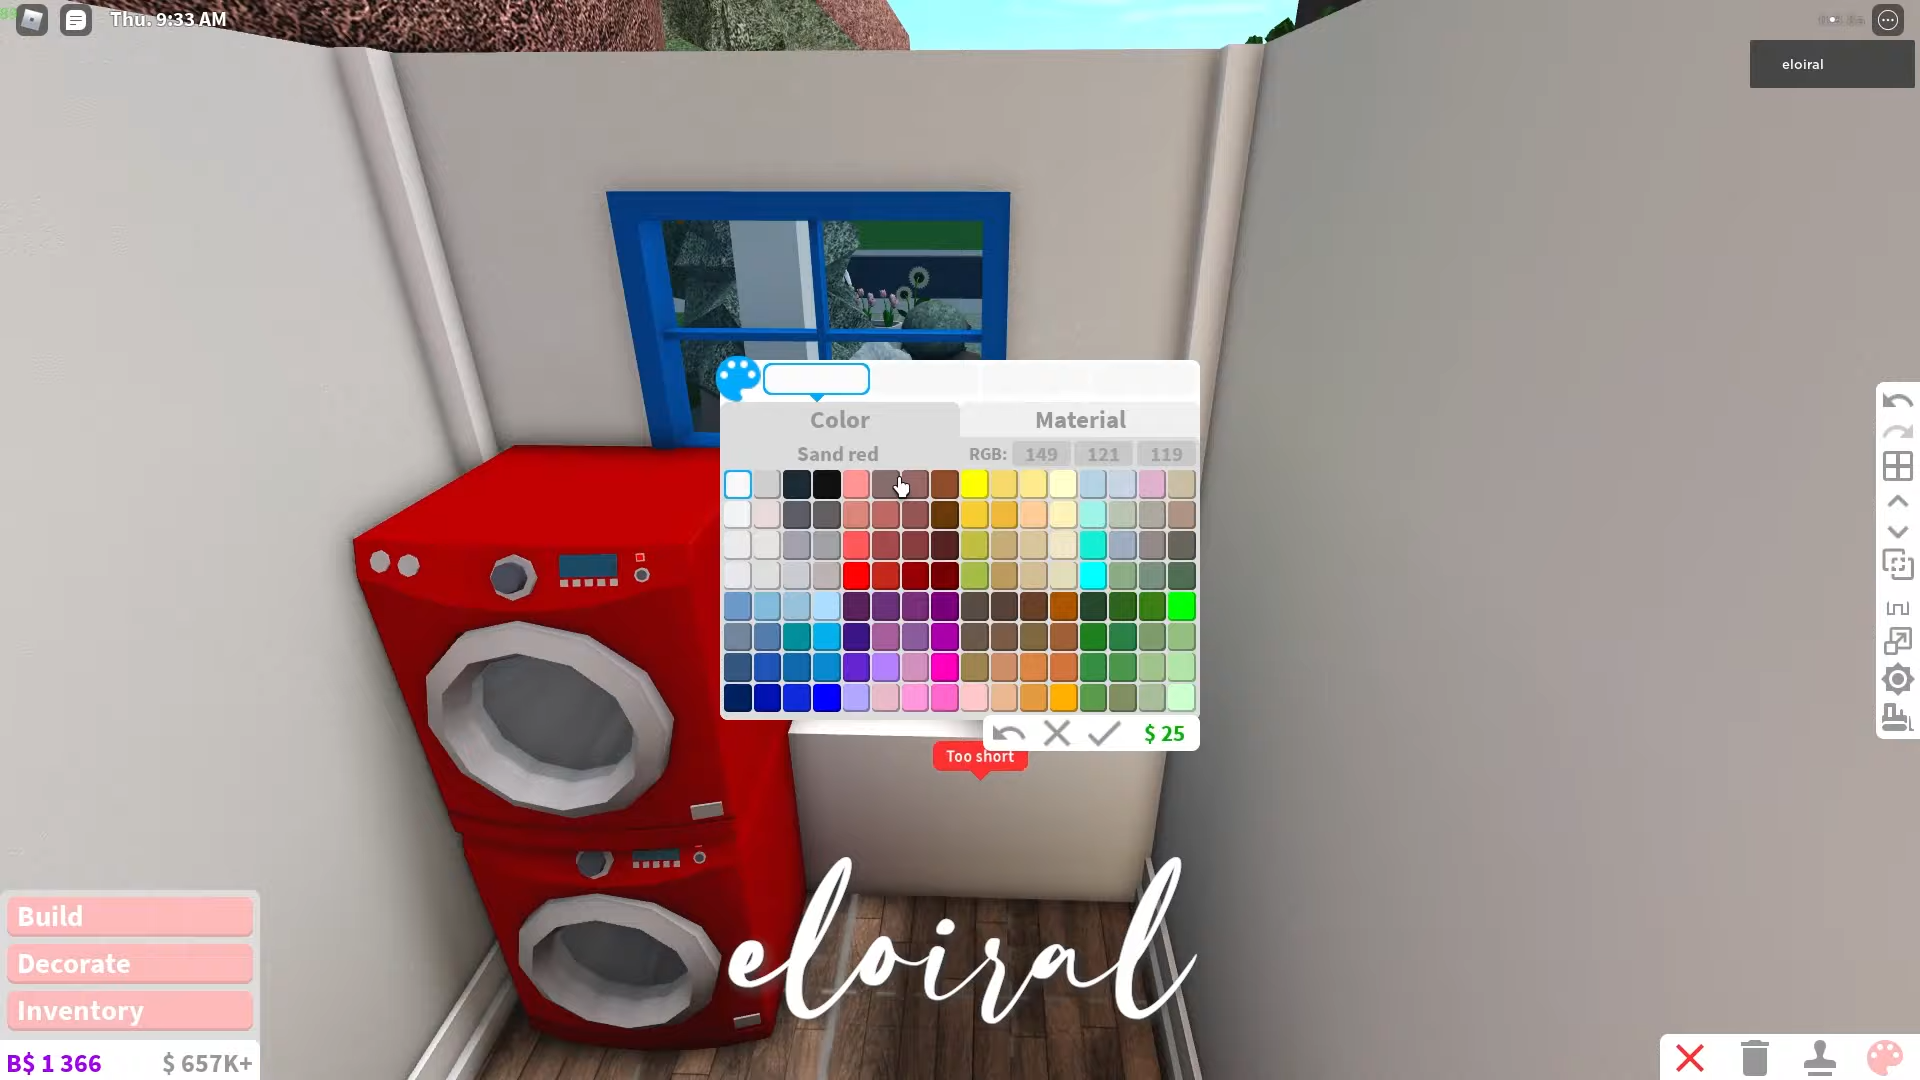 Thu. 9:33 AM
eloiral
Color
Material
Sand red
RGB: 149 121 119
$ 25
Too short
eloiral
Build
Decorate
Inventory
B$ 1 366
$ 657K+